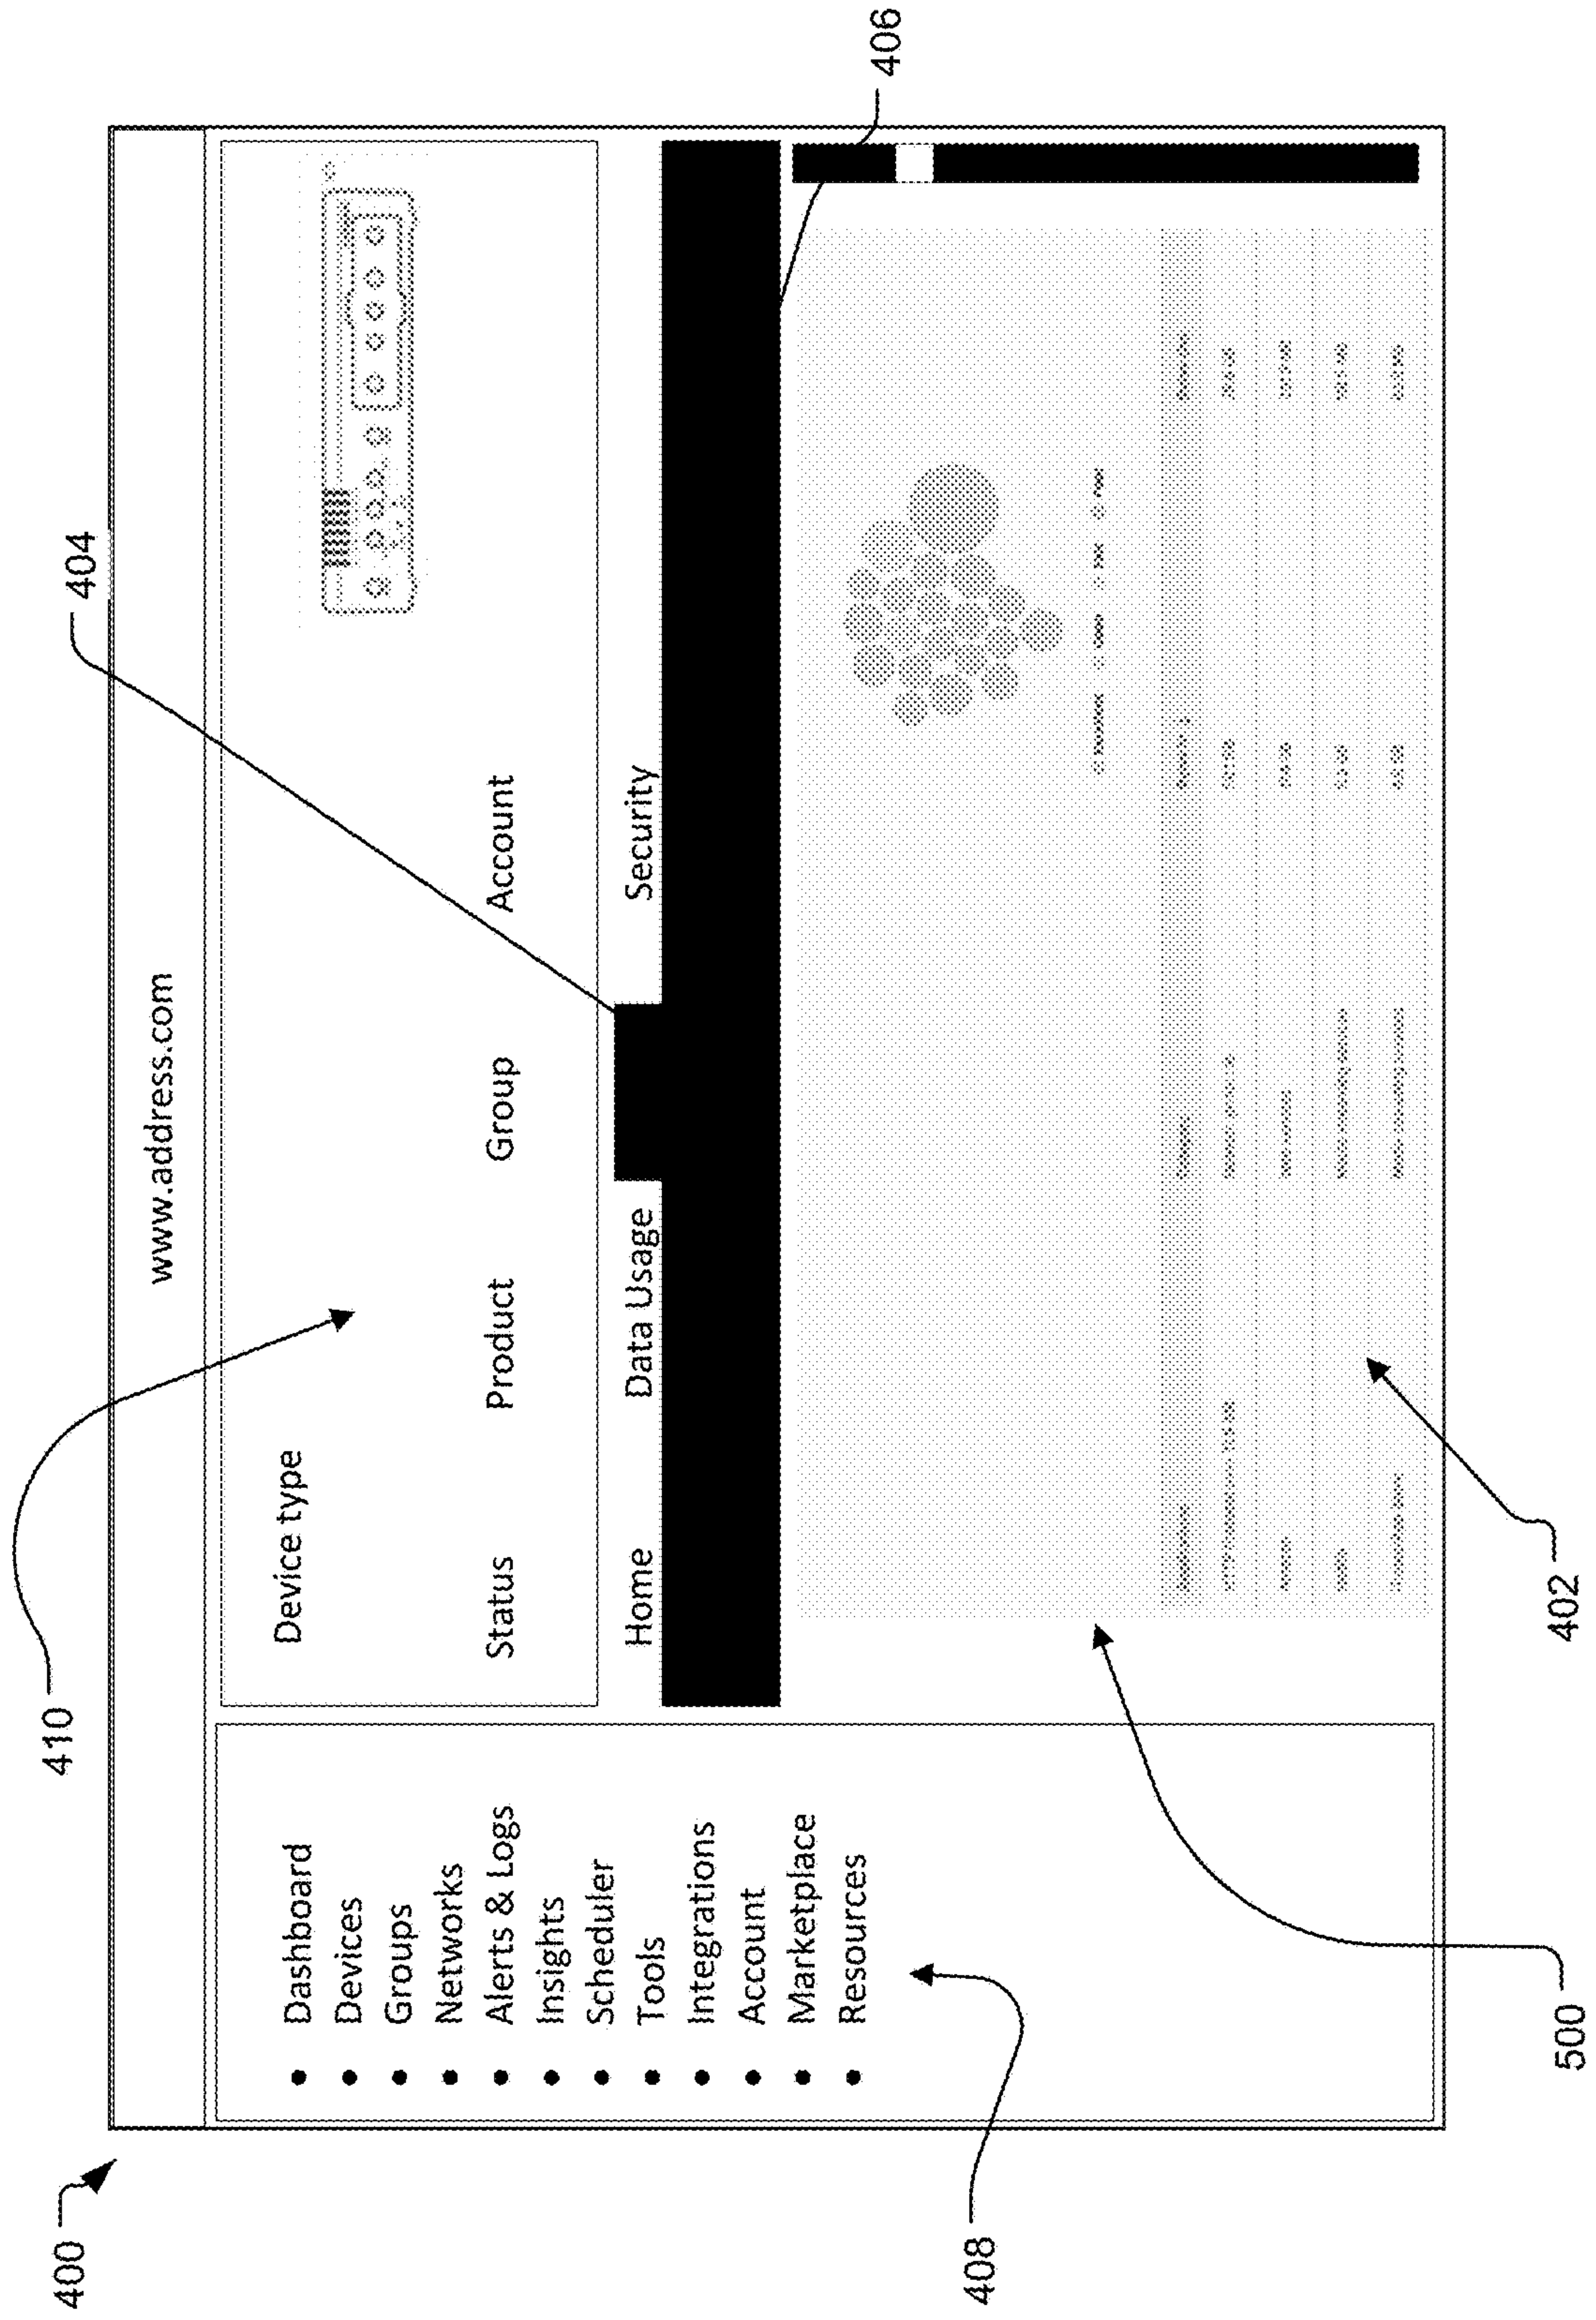 400
410
404
406
www.address.com
• Dashboard
• Devices
• Groups
• Networks
• Alerts & Logs
• Insights
• Scheduler
• Tools
• Integrations
• Account
• Marketplace
• Resources
Device type
Status Product Group Account
Home Data Usage Security
408
500
402